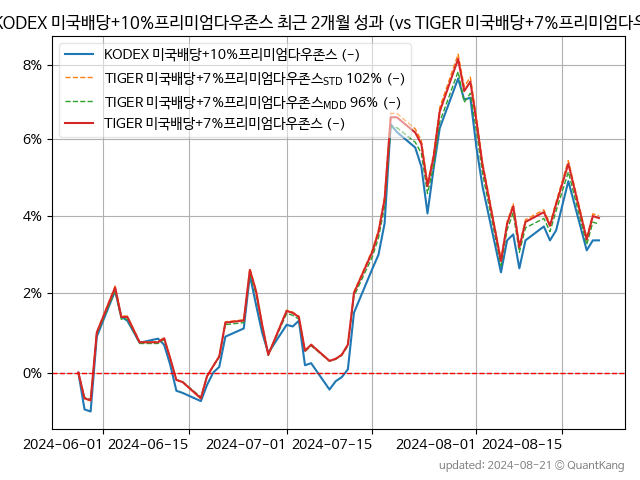 KODEX 미국배당+10%프리미엄다우존스 최근 2개월 성과 (vs TIGER 미국배당+7%프리미엄다우
KODEX 미국배당+10%프리미엄다우존스 (-)
TIGER 미국배당+7%프리미엄다우존스STD 102% (-)
TIGER 미국배당+7%프리미엄다우존스MDD 96% (-)
TIGER 미국배당+7%프리미엄다우존스 (-)
8%
6%
4%
2%
0%
2024-06-01 2024-06-15 2024-07-01 2024-07-15 2024-08-01 2024-08-15
updated: 2024-08-21 © QuantKang